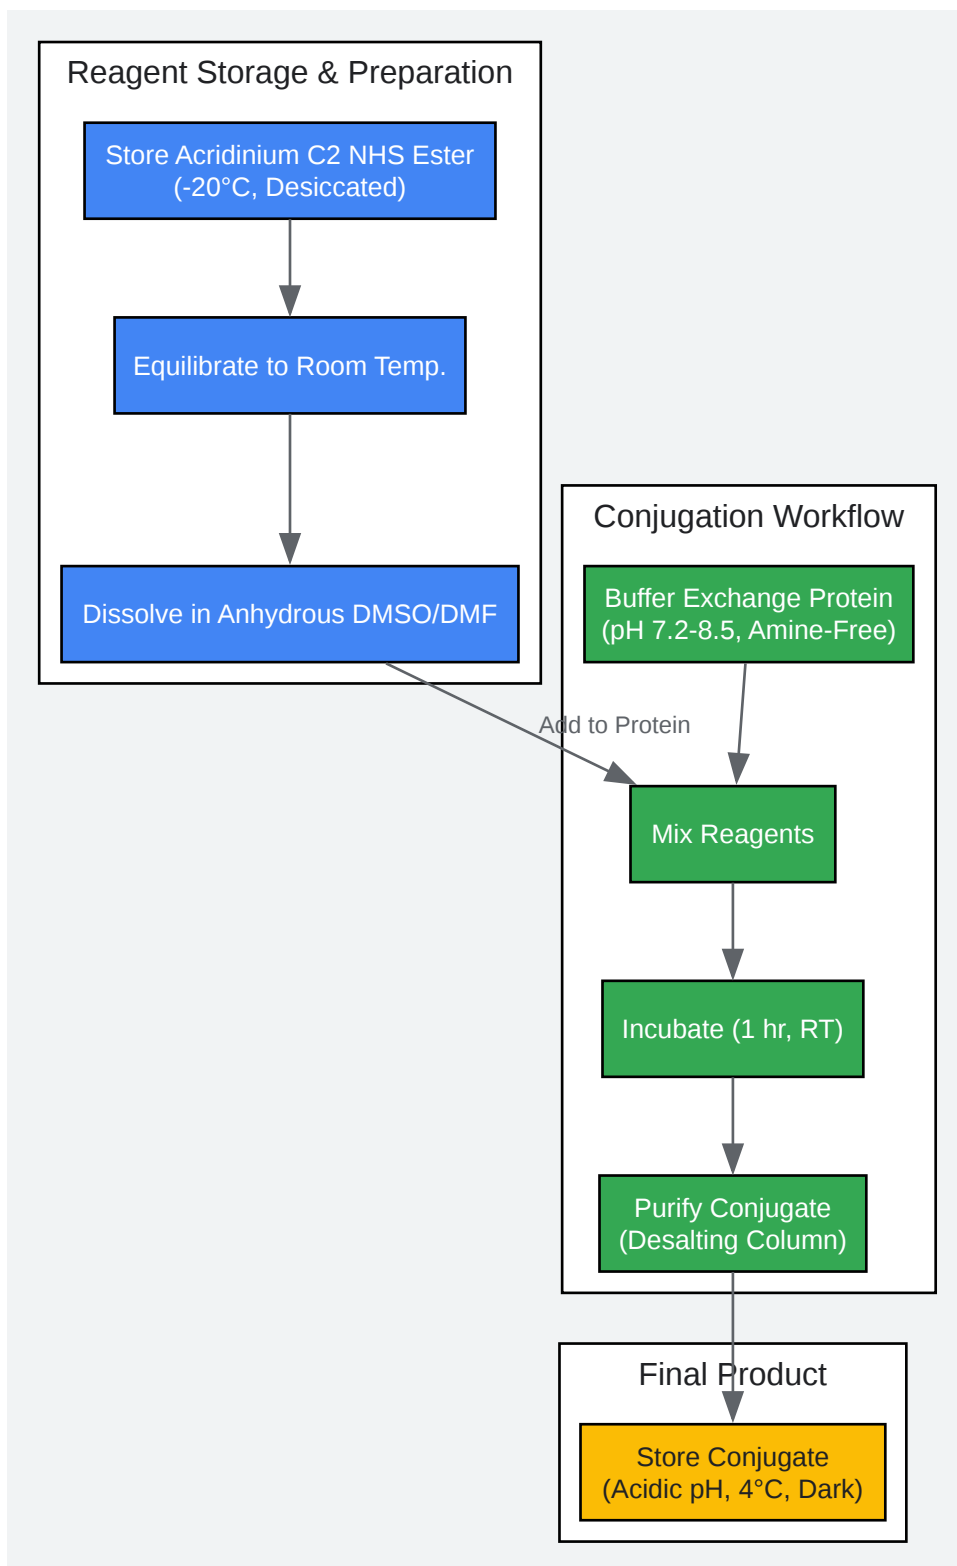 Reagent Storage & Preparation
Store Acridinium C2 NHS Ester
(-20°C, Desiccated)
Equilibrate to Room Temp.
Dissolve in Anhydrous DMSO/DMF
Conjugation Workflow
Buffer Exchange Protein
(pH 7.2-8.5, Amine-Free)
Add to Protein
Mix Reagents
Incubate (1 hr, RT)
Purify Conjugate
(Desalting Column)
Final Product
Store Conjugate
(Acidic pH, 4°C, Dark)